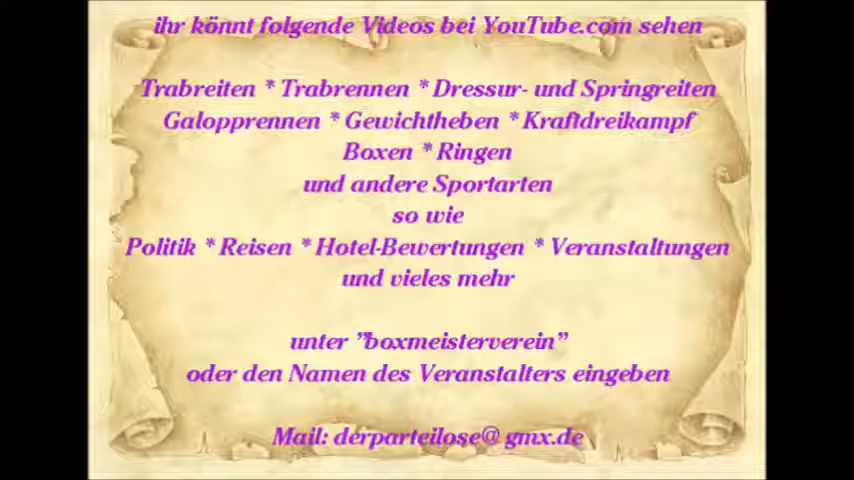 ihr könnt folgende Videos bei YouTube.com sehen
Trabreiten * Trabrennen * Dressur- und Springreiten
Galopprennen * Gewichtheben * Kraftdreikampf
Boxen * Ringen
und andere Sportarten
so wie
Politik * Reisen * Hotel-Bewertungen * Veranstaltungen
und vieles mehr
unter "boxmeisterverein"
oder den Namen des Veranstalters eingeben
Mail: derparteilose@ gmx.de